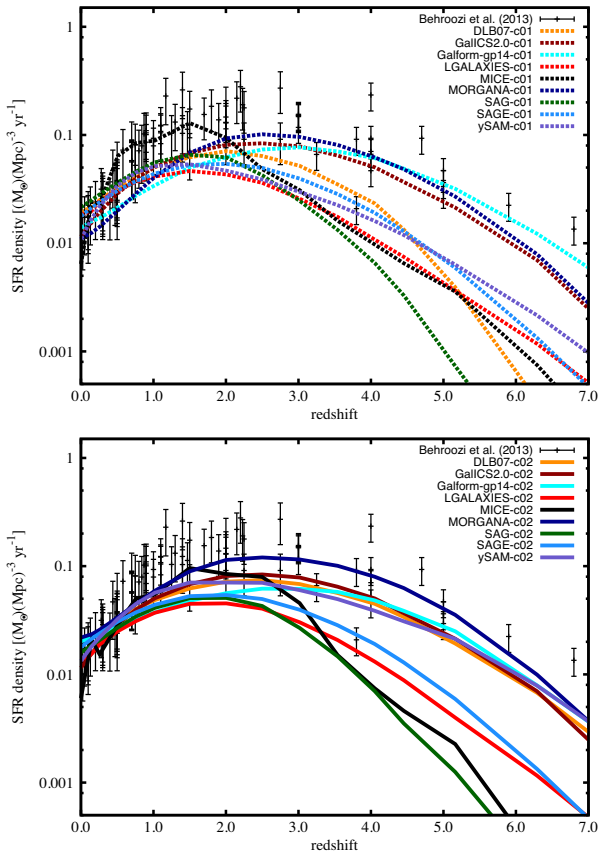 SFR density [(M⊙)/(Mpc)⁻³ yr⁻¹]
1
0.1
0.01
0.001
Behroozi et al. (2013)
DLB07-c01
GalICS2.0-c01
Galform-gp14-c01
LGALAXIES-c01
MICE-c01
MORGANA-c01
SAG-c01
SAGE-c01
ySAM-c01
0.0 1.0 2.0 3.0 4.0 5.0 6.0 7.0
redshift
SFR density [(M⊙)/(Mpc)⁻³ yr⁻¹]
1
0.1
0.01
0.001
Behroozi et al. (2013)
DLB07-c02
GalICS2.0-c02
Galform-gp14-c02
LGALAXIES-c02
MICE-c02
MORGANA-c02
SAG-c02
SAGE-c02
ySAM-c02
0.0 1.0 2.0 3.0 4.0 5.0 6.0 7.0
redshift